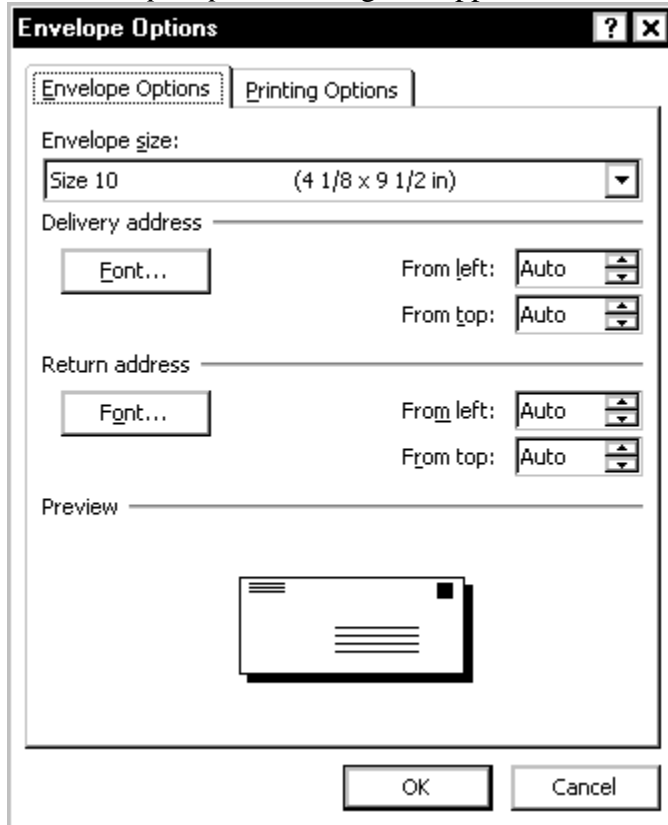 Envelope Options
Envelope Options Printing Options
Envelope size:
Size 10 (4 1/8 x 9 1/2 in)
Delivery address
Font... From left: Auto
From top: Auto
Return address
Font... From left: Auto
From top: Auto
Preview
OK Cancel